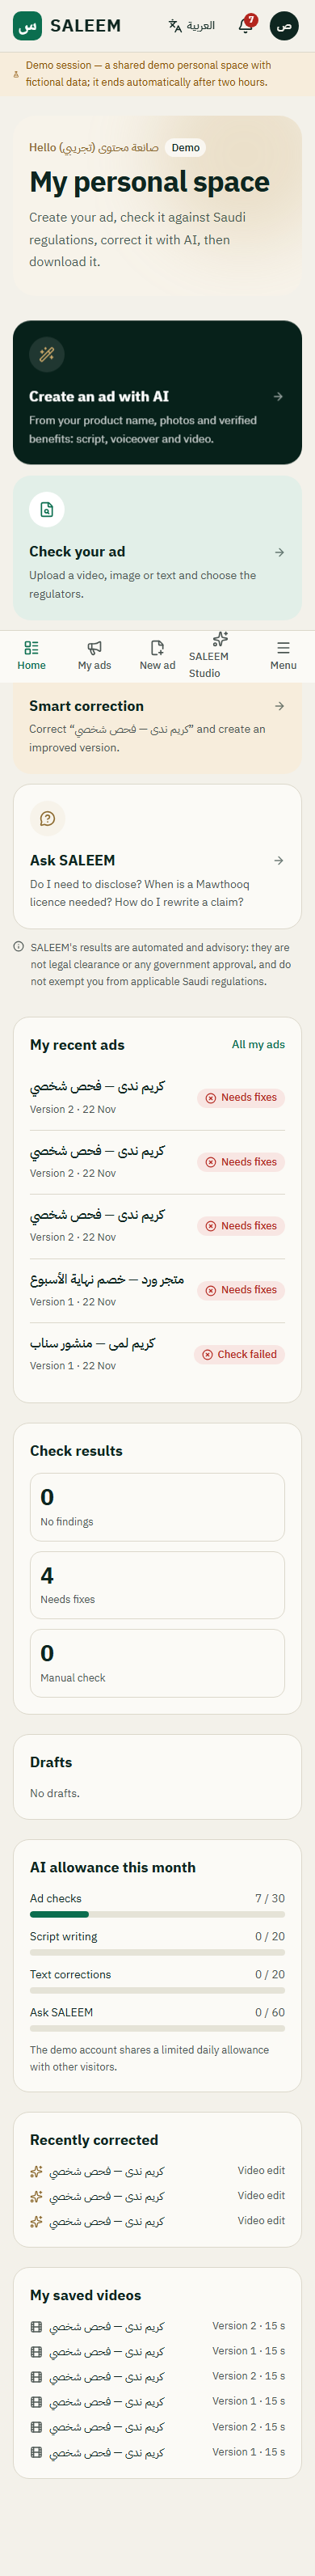 س SALEEM
العربية
7
ص
Demo session — a shared demo personal space with
fictional data; it ends automatically after two hours.
Hello صانعة محتوى (تجريبي) Demo
My personal space
Create your ad, check it against Saudi
regulations, correct it with AI, then
download it.
Create an ad with AI
From your product name, photos and verified
benefits: script, voiceover and video.
Check your ad
Upload a video, image or text and choose the
regulators.
Home
My ads
New ad
SALEEM
Studio
Menu
Smart correction
Correct “كريم ندى — فحص شخصي” and create an
improved version.
Ask SALEEM
Do I need to disclose? When is a Mawthooq
licence needed? How do I rewrite a claim?
SALEEM's results are automated and advisory: they are
not legal clearance or any government approval, and do
not exempt you from applicable Saudi regulations.
My recent ads
All my ads
كريم ندى — فحص شخصي
Version 2 · 22 Nov
Needs fixes
كريم ندى — فحص شخصي
Version 2 · 22 Nov
Needs fixes
كريم ندى — فحص شخصي
Version 2 · 22 Nov
Needs fixes
متجر ورد — خصم نهاية الأسبوع
Version 1 · 22 Nov
Needs fixes
كريم لمى — منشور سناب
Version 1 · 22 Nov
Check failed
Check results
0
No findings
4
Needs fixes
0
Manual check
Drafts
No drafts.
AI allowance this month
Ad checks 7 / 30
Script writing 0 / 20
Text corrections 0 / 20
Ask SALEEM 0 / 60
The demo account shares a limited daily allowance
with other visitors.
Recently corrected
كريم ندى — فحص شخصي Video edit
كريم ندى — فحص شخصي Video edit
كريم ندى — فحص شخصي Video edit
My saved videos
كريم ندى — فحص شخصي Version 2 · 15 s
كريم ندى — فحص شخصي Version 1 · 15 s
كريم ندى — فحص شخصي Version 2 · 15 s
كريم ندى — فحص شخصي Version 1 · 15 s
كريم ندى — فحص شخصي Version 2 · 15 s
كريم ندى — فحص شخصي Version 1 · 15 s